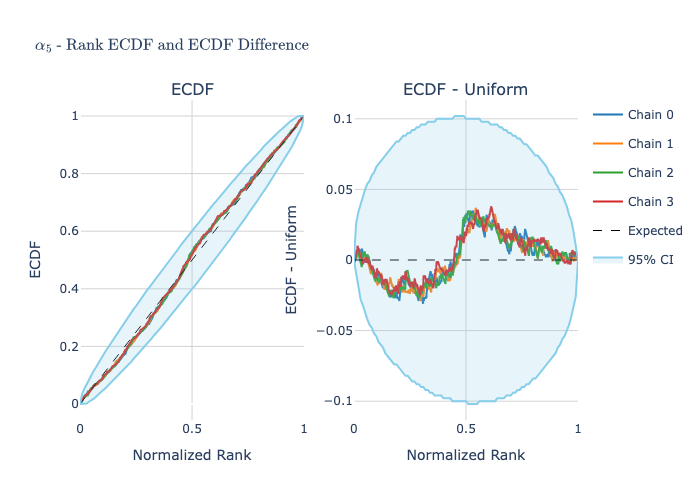 α₅ - Rank ECDF and ECDF Difference
ECDF
ECDF - Uniform
1
0.8
0.6
0.4
0.2
0
0
0.5
1
ECDF
Normalized Rank
0.1
0.05
0
−0.05
−0.1
0
0.5
1
ECDF - Uniform
Normalized Rank
Chain 0
Chain 1
Chain 2
Chain 3
Expected
95% CI